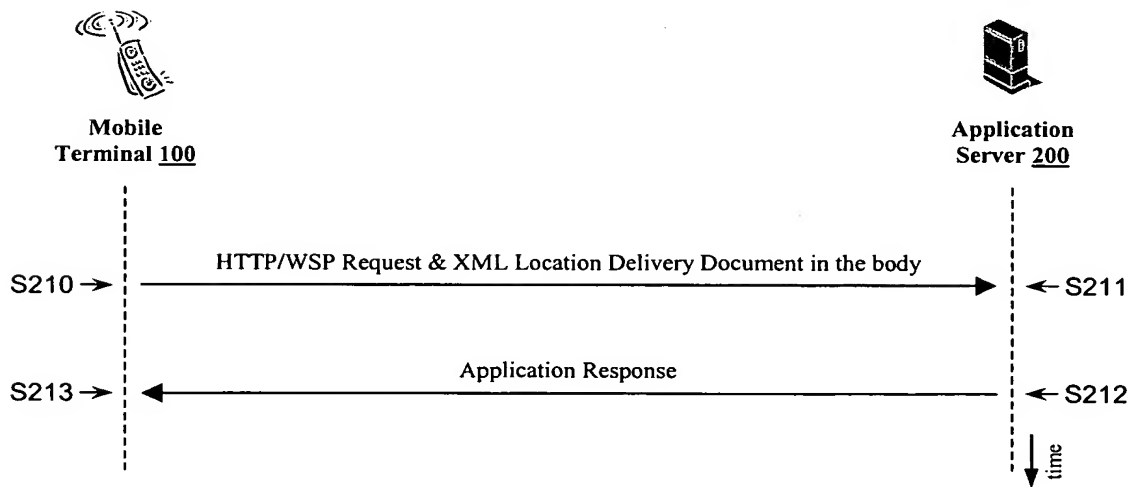 Mobile
Terminal 100
Application
Server 200
HTTP/WSP Request & XML Location Delivery Document in the body
S210
S211
Application Response
S213
S212
time